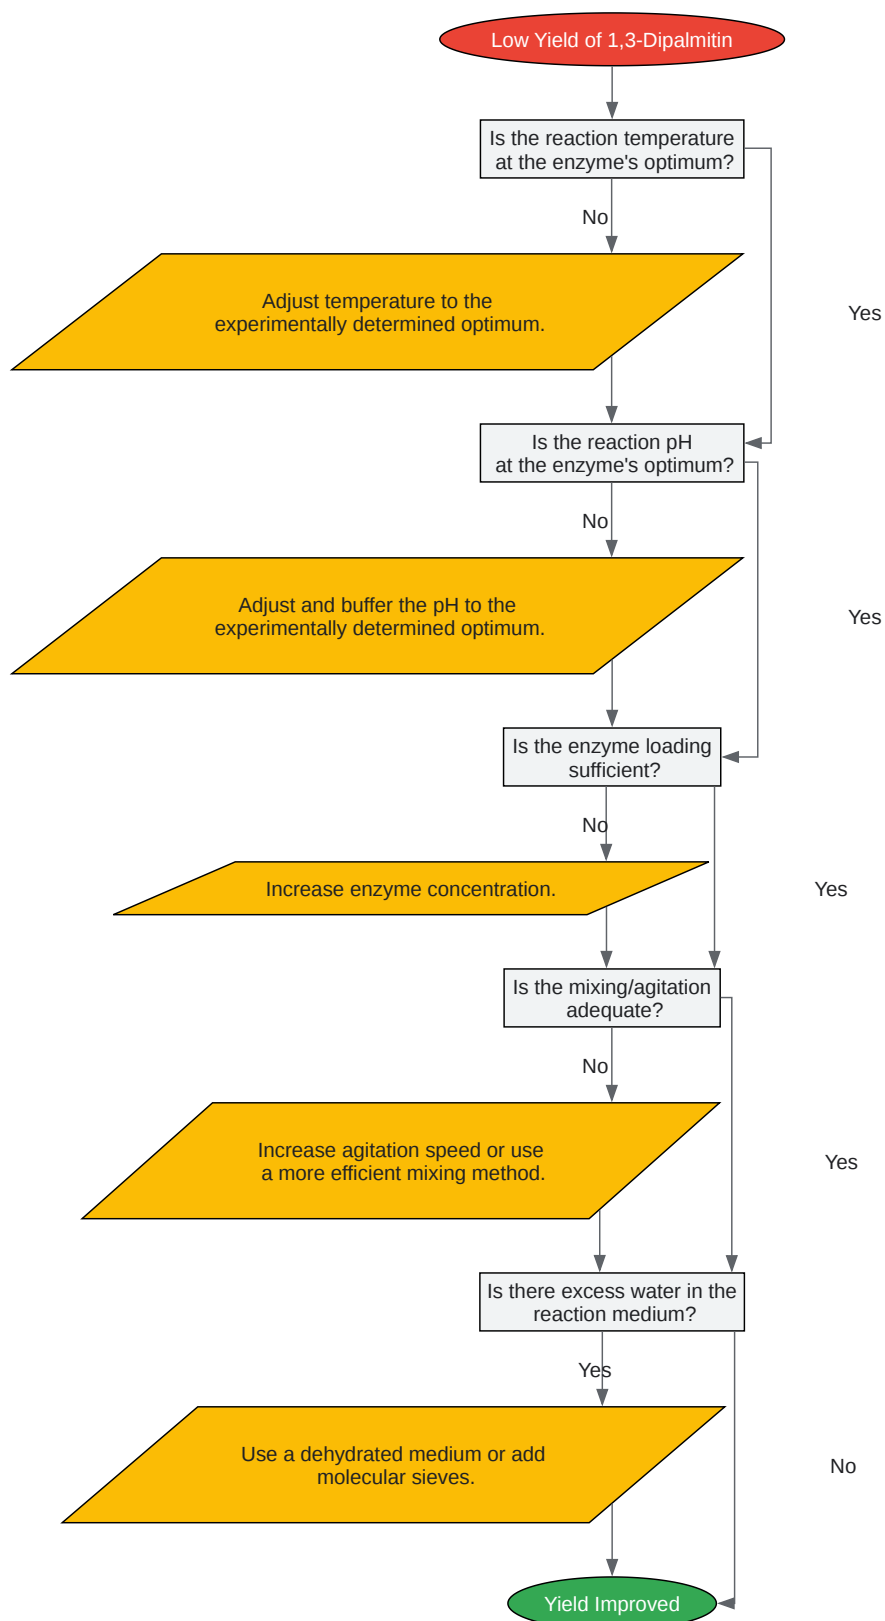 Low Yield of 1,3-Dipalmitin
Is the reaction temperature
at the enzyme's optimum?
No
Adjust temperature to the
experimentally determined optimum.
Yes
Is the reaction pH
at the enzyme's optimum?
No
Adjust and buffer the pH to the
experimentally determined optimum.
Yes
Is the enzyme loading
sufficient?
No
Increase enzyme concentration.
Yes
Is the mixing/agitation
adequate?
No
Increase agitation speed or use
a more efficient mixing method.
Yes
Is there excess water in the
reaction medium?
Yes
Use a dehydrated medium or add
molecular sieves.
No
Yield Improved